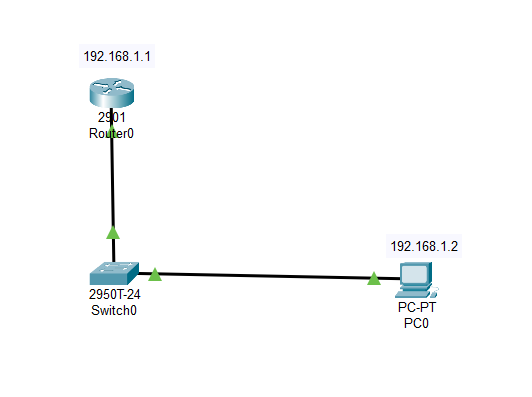 192.168.1.1
2901
Router0
192.168.1.2
2950T-24
Switch0
PC-PT
PC0